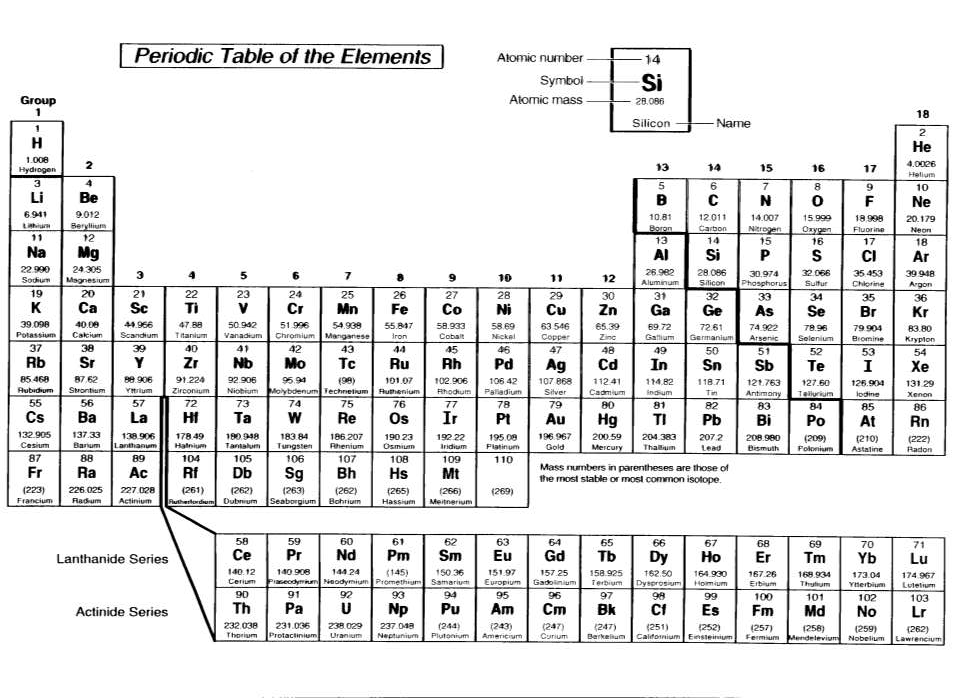 Periodic Table of the Elements
Atomic number
14
Symbol
Si
Atomic mass
28.086
Silicon
Name
Group
1 18
1 2
H He
1.008 4.0026
Hydrogen Helium
2 13 14 15 16 17
3 4 5 6 7 8 9 10
Li Be B C N O F Ne
6.941 9.012 10.81 12.011 14.007 15.999 18.998 20.179
Lithium Beryllium Boron Carbon Nitrogen Oxygen Fluorine Neon
11 12 13 14 15 16 17 18
Na Mg Al Si P S Cl Ar
22.990 24.305 26.982 28.086 30.974 32.066 35.453 39.948
Sodium Magnesium Aluminum Silicon Phosphorus Sulfur Chlorine Argon
3 4 5 6 7 8 9 10 11 12
19 20 21 22 23 24 25 26 27 28 29 30 31 32 33 34 35 36
K Ca Sc Ti V Cr Mn Fe Co Ni Cu Zn Ga Ge As Se Br Kr
39.098 40.08 44.956 47.88 50.942 51.996 54.938 55.847 58.933 58.69 63.546 65.39 69.72 72.61 74.922 78.96 79.904 83.80
Potassium Calcium Scandium Titanium Vanadium Chromium Manganese Iron Cobalt Nickel Copper Zinc Gallium Germanium Arsenic Selenium Bromine Krypton
37 38 39 40 41 42 43 44 45 46 47 48 49 50 51 52 53 54
Rb Sr Y Zr Nb Mo Tc Ru Rh Pd Ag Cd In Sn Sb Te I Xe
85.468 87.62 88.906 91.224 92.906 95.94 (98) 101.07 102.906 106.42 107.868 112.41 114.82 118.71 121.763 127.60 126.904 131.29
Rubidium Strontium Yttrium Zirconium Niobium Molybdenum Technetium Ruthenium Rhodium Palladium Silver Cadmium Indium Tin Antimony Tellurium Iodine Xenon
55 56 57 72 73 74 75 76 77 78 79 80 81 82 83 84 85 86
Cs Ba La Hf Ta W Re Os Ir Pt Au Hg Tl Pb Bi Po At Rn
132.905 137.33 138.906 178.49 180.948 183.84 186.207 190.23 192.22 195.08 196.967 200.59 204.383 207.2 208.980 (209) (210) (222)
Cesium Barium Lanthanum Hafnium Tantalum Tungsten Rhenium Osmium Iridium Platinum Gold Mercury Thallium Lead Bismuth Polonium Astatine Radon
87 88 89 104 105 106 107 108 109 110
Fr Ra Ac Rf Db Sg Bh Hs Mt
(223) 226.025 227.028 (261) (262) (263) (262) (265) (266) (269)
Francium Radium Actinium Rutherfordium Dubnium Seaborgium Bohrium Hassium Meitnerium
Mass numbers in parentheses are those of
the most stable or most common isotope.
Lanthanide Series
58 59 60 61 62 63 64 65 66 67 68 69 70 71
Ce Pr Nd Pm Sm Eu Gd Tb Dy Ho Er Tm Yb Lu
140.12 140.908 144.24 (145) 150.36 151.97 157.25 158.925 162.50 164.930 167.26 168.934 173.04 174.967
Cerium Praseodymium Neodymium Promethium Samarium Europium Gadolinium Terbium Dysprosium Holmium Erbium Thulium Ytterbium Lutetium
Actinide Series
90 91 92 93 94 95 96 97 98 99 100 101 102 103
Th Pa U Np Pu Am Cm Bk Cf Es Fm Md No Lr
232.038 231.036 238.029 237.048 (244) (243) (247) (247) (251) (252) (257) (258) (259) (262)
Thorium Protactinium Uranium Neptunium Plutonium Americium Curium Berkelium Californium Einsteinium Fermium Mendelevium Nobelium Lawrencium